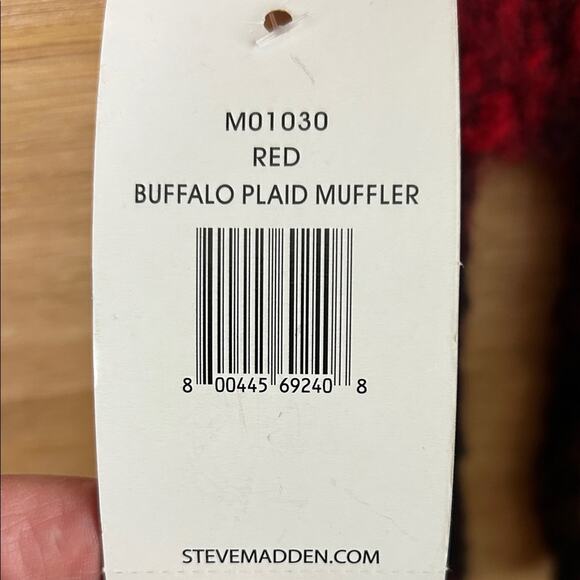 M01030
RED
BUFFALO PLAID MUFFLER
8 00445 69240 8
STEVEMADDEN.COM